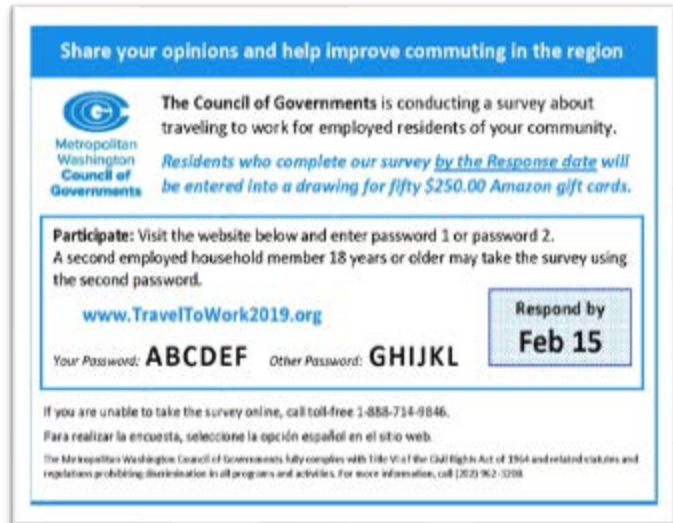 Share your opinions and help improve commuting in the region
Metropolitan
Washington
Council of
Governments
The Council of Governments is conducting a survey about
traveling to work for employed residents of your community.
Residents who complete our survey by the Response date will
be entered into a drawing for fifty $250.00 Amazon gift cards.
Participate: Visit the website below and enter password 1 or password 2.
A second employed household member 18 years or older may take the survey using
the second password.
www.TravelToWork2019.org
Respond by
Feb 15
Your Password: ABCDEF Other Password: GHIJKL
If you are unable to take the survey online, call toll-free 1-888-714-9846.
Para realizar la encuesta, seleccione la opción español en el sitio web.
The Metropolitan Washington Council of Governments fully complies with Title VI of the Civil Rights Act of 1964 and related statutes and
regulations prohibiting discrimination in all programs and activities. For more information, call (202) 962-